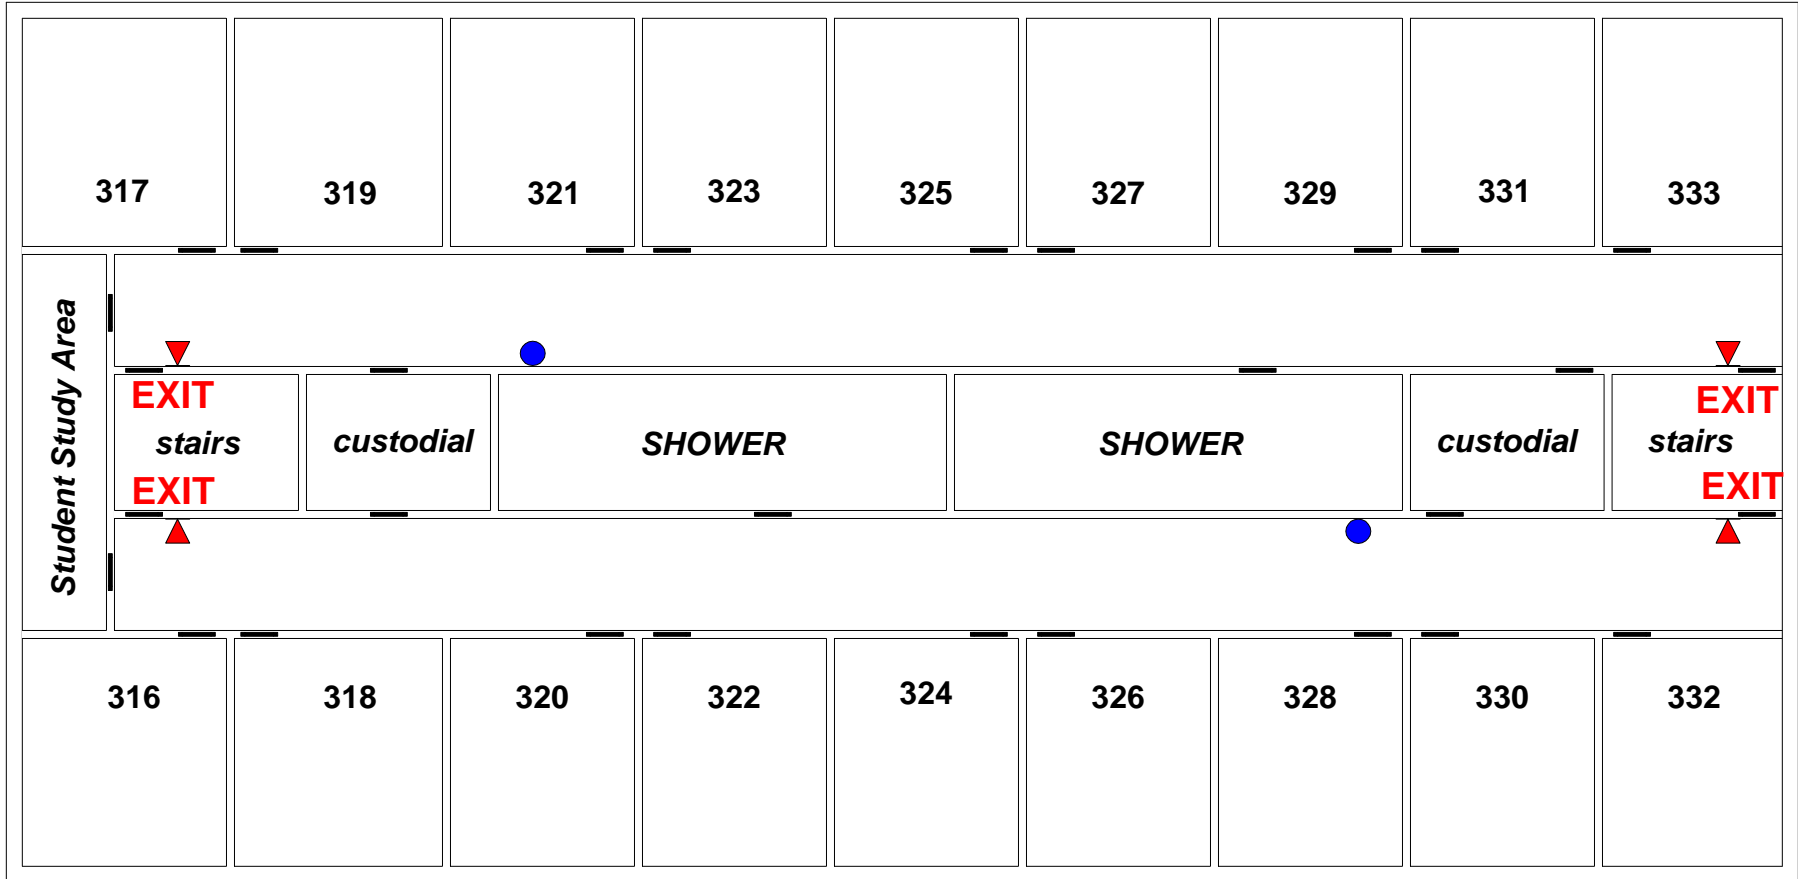 317
319
321
323
325
327
329
331
333
Student Study Area
EXIT
EXIT
stairs
custodial
SHOWER
SHOWER
custodial
stairs
EXIT
EXIT
316
318
320
322
324
326
328
330
332